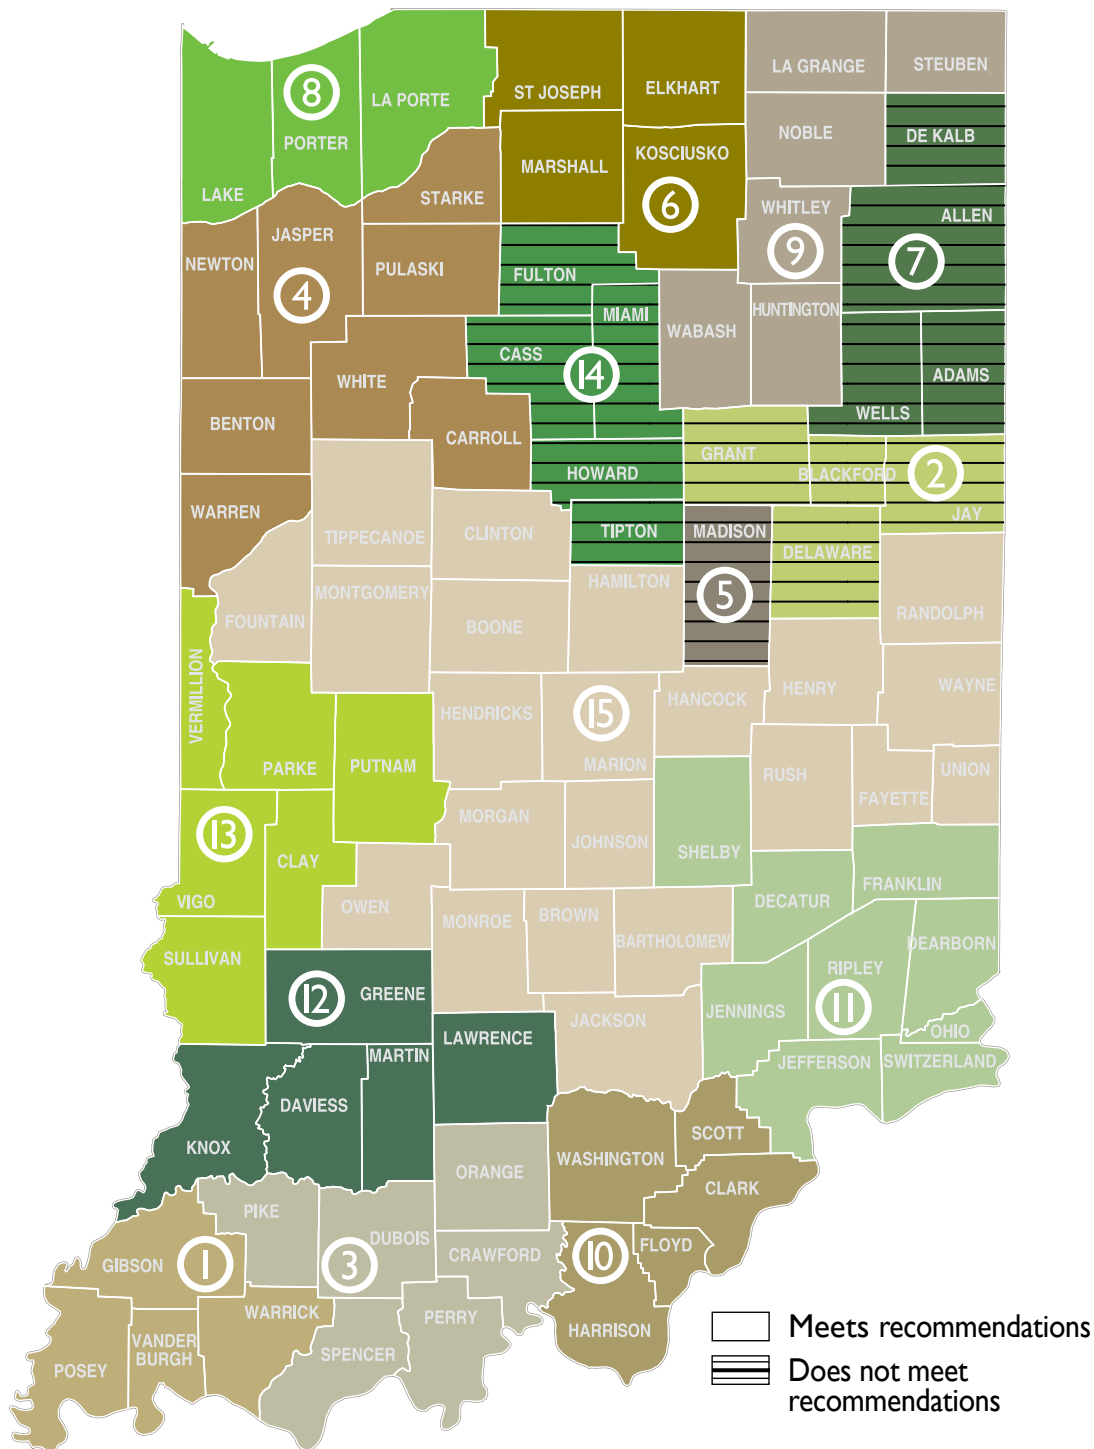 LA GRANGE
STEUBEN
ST JOSEPH
ELKHART
8
LA PORTE
PORTER
NOBLE
DE KALB
MARSHALL
KOSCIUSKO
LAKE
STARKE
6
WHITLEY
ALLEN
JASPER
9
7
NEWTON
PULASKI
FULTON
4
MIAMI
WABASH
HUNTINGTON
CASS
14
WHITE
ADAMS
WELLS
BENTON
CARROLL
GRANT
BLACKFORD
2
HOWARD
WARREN
JAY
TIPPECANOE
CLINTON
TIPTON
MADISON
DELAWARE
MONTGOMERY
HAMILTON
5
RANDOLPH
FOUNTAIN
BOONE
VERMILLION
HENDRICKS
15
HANCOCK
HENRY
WAYNE
PARKE
PUTNAM
MARION
RUSH
UNION
FAYETTE
13
MORGAN
JOHNSON
CLAY
SHELBY
FRANKLIN
VIGO
OWEN
MONROE
BROWN
DECATUR
BARTHOLOMEW
DEARBORN
SULLIVAN
RIPLEY
12
GREENE
JENNINGS
11
JACKSON
OHIO
LAWRENCE
MARTIN
JEFFERSON
SWITZERLAND
DAVIESS
KNOX
SCOTT
WASHINGTON
ORANGE
CLARK
PIKE
DUBOIS
FLOYD
GIBSON
1
3
CRAWFORD
10
WARRICK
PERRY
HARRISON
VANDER
BURGH
POSEY
SPENCER
Meets recommendations
Does not meet
recommendations